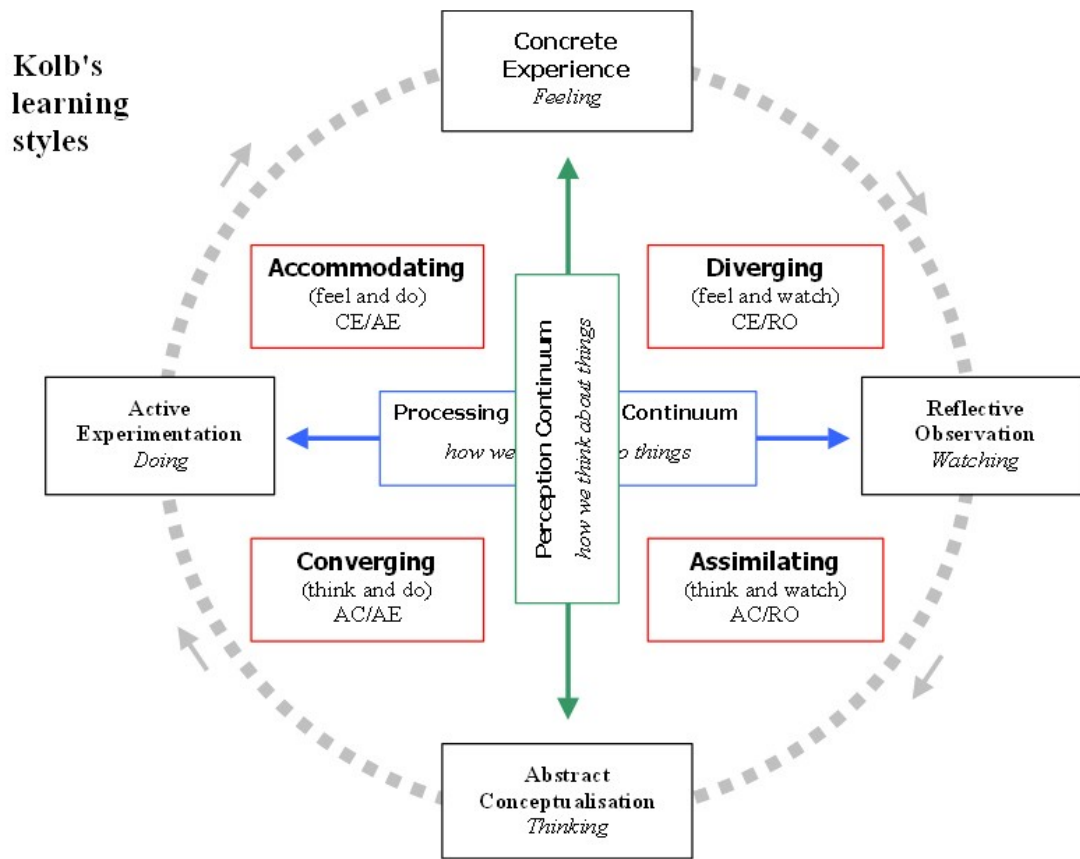 Kolb's
learning
styles
Concrete
Experience
Feeling
Accommodating
(feel and do)
CE/AE
Diverging
(feel and watch)
CE/RO
Active
Experimentation
Doing
Processing Continuum
how we things
Perception Continuum
how we think about things
Reflective
Observation
Watching
Converging
(think and do)
AC/AE
Assimilating
(think and watch)
AC/RO
Abstract
Conceptualisation
Thinking